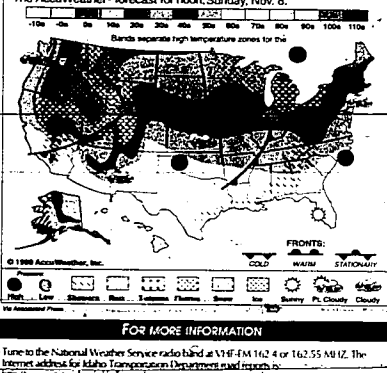 The AccuWeather® forecast for noon, Sunday, Nov. 8.
-10s -0s 0s 10s 20s 30s 40s 50s 60s 70s 80s 90s 100s 110s
Bands separate high temperature zones for the
FRONTS:
COLD WARM STATIONARY
© 1998 AccuWeather, Inc.
Pressure
High Low Showers Rain T-storms Flurries Snow Ice Sunny Pt. Cloudy Cloudy
Via Associated Press
FOR MORE INFORMATION
Tune to the National Weather Service radio band at VHF-FM 162.4 or 162.55 MHZ. The
Internet address for Idaho Transportation Department road reports is: